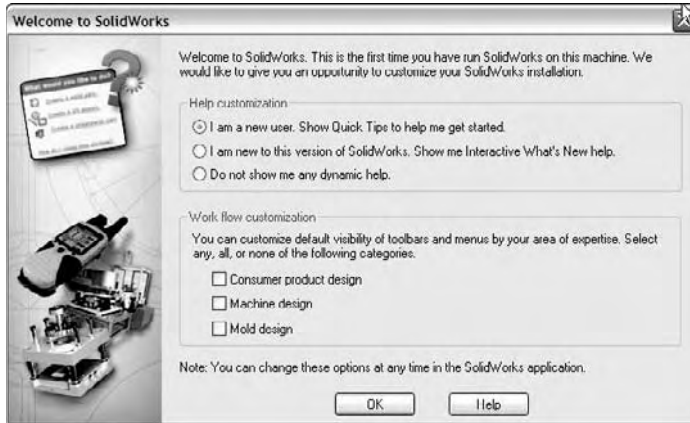 Welcome to SolidWorks
Welcome to SolidWorks. This is the first time you have run SolidWorks on this machine. We
would like to give you an opportunity to customize your SolidWorks installation.
Help customization
I am a new user. Show Quick Tips to help me get started.
I am new to this version of SolidWorks. Show me Interactive What's New help.
Do not show me any dynamic help.
Work flow customization
You can customize default visibility of toolbars and menus by your area of expertise. Select
any, all, or none of the following categories.
Consumer product design
Machine design
Mold design
Note: You can change these options at any time in the SolidWorks application.
OK
Help